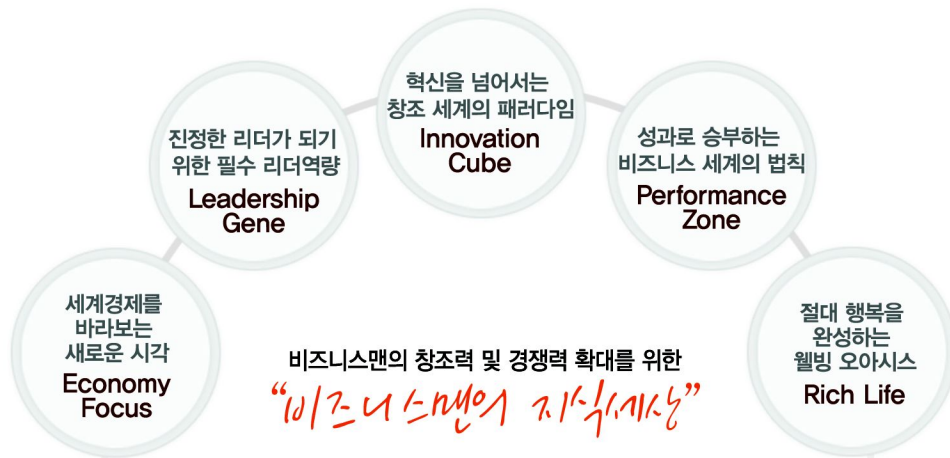 세계경제를
바라보는
새로운 시각
Economy
Focus
진정한 리더가 되기
위한 필수 리더역량
Leadership
Gene
혁신을 넘어서는
창조 세계의 패러다임
Innovation
Cube
성과로 승부하는
비즈니스 세계의 법칙
Performance
Zone
절대 행복을
완성하는
웰빙 오아시스
Rich Life
비즈니스맨의 창조력 및 경쟁력 확대를 위한
“비즈니스맨의 지식세상”